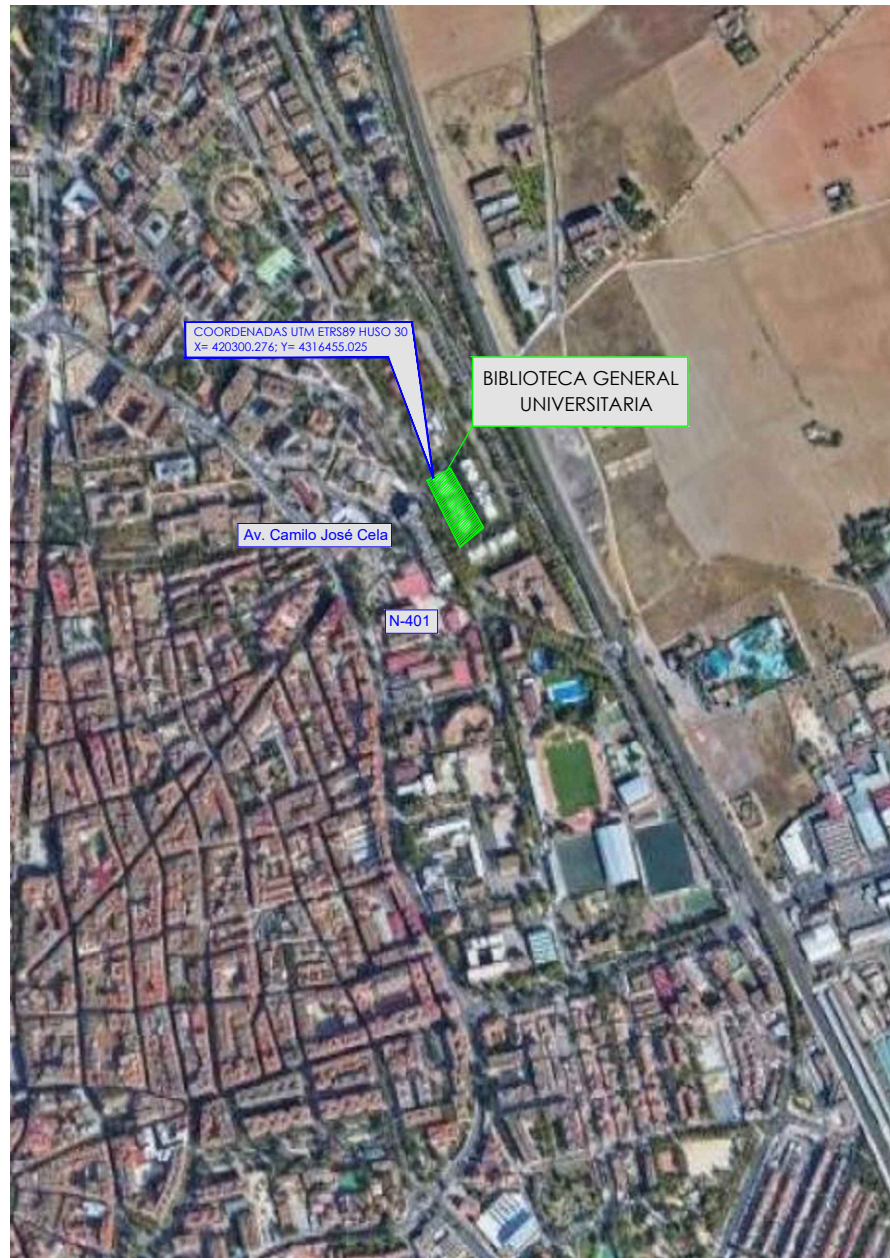 COORDENADAS UTM ETRS89 HUSO 30
X= 420300.276; Y= 4316455.025
BIBLIOTECA GENERAL
UNIVERSITARIA
Av. Camilo José Cela
N-401